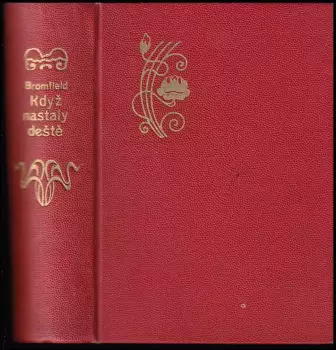 Bromfield
Když
nastaly
deště